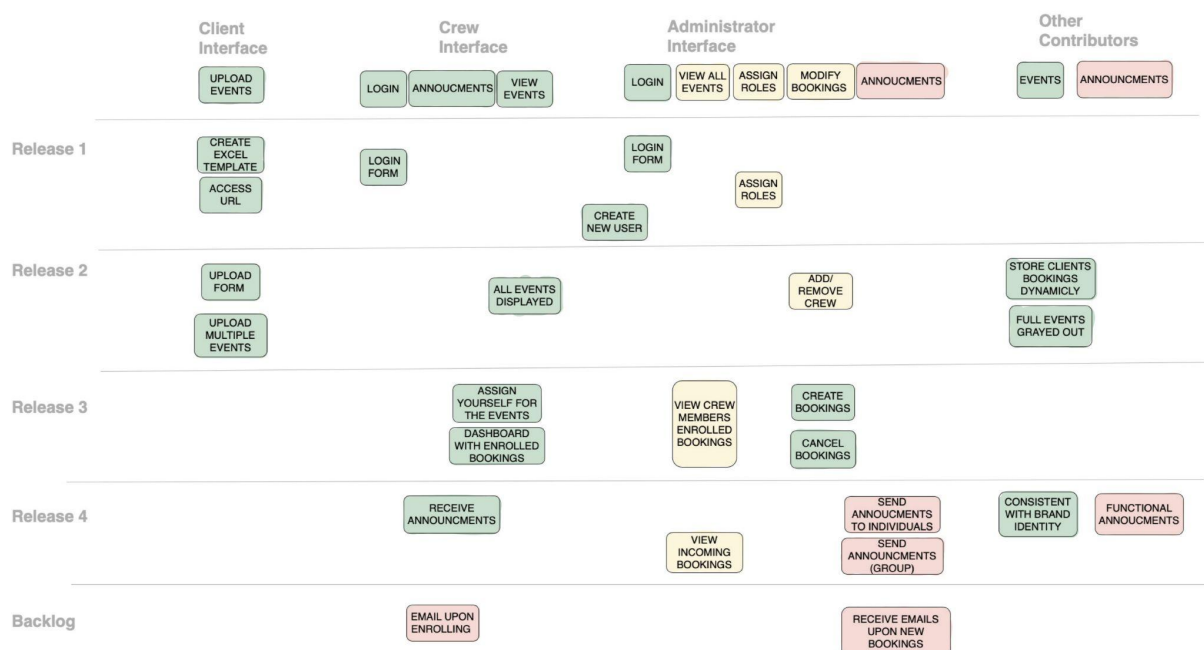 Client
Interface
Crew
Interface
Administrator
Interface
Other
Contributors
UPLOAD
EVENTS
LOGIN
ANNOUCMENTS
VIEW
EVENTS
LOGIN
VIEW ALL
EVENTS
ASSIGN
ROLES
MODIFY
BOOKINGS
ANNOUCMENTS
EVENTS
ANNOUNCMENTS
Release 1
CREATE
EXCEL
TEMPLATE
ACCESS
URL
LOGIN
FORM
CREATE
NEW USER
LOGIN
FORM
ASSIGN
ROLES
Release 2
UPLOAD
FORM
UPLOAD
MULTIPLE
EVENTS
ALL EVENTS
DISPLAYED
ADD/
REMOVE
CREW
STORE CLIENTS
BOOKINGS
DYNAMICLY
FULL EVENTS
GRAYED OUT
Release 3
ASSIGN
YOURSELF FOR
THE EVENTS
DASHBOARD
WITH ENROLLED
BOOKINGS
VIEW CREW
MEMBERS
ENROLLED
BOOKINGS
CREATE
BOOKINGS
CANCEL
BOOKINGS
Release 4
RECEIVE
ANNOUNCMENTS
VIEW
INCOMING
BOOKINGS
SEND
ANNOUCMENTS
TO INDIVIDUALS
SEND
ANNOUNCMENTS
(GROUP)
CONSISTENT
WITH BRAND
IDENTITY
FUNCTIONAL
ANNOUCMENTS
Backlog
EMAIL UPON
ENROLLING
RECEIVE EMAILS
UPON NEW
BOOKINGS